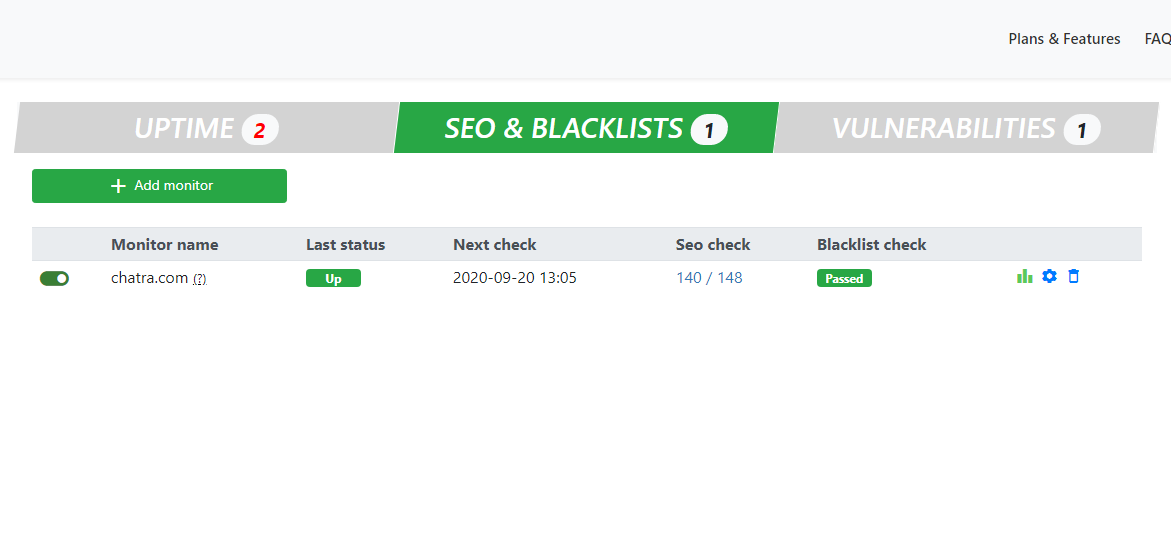 Plans & Features FAQ
UPTIME 2 SEO & BLACKLISTS 1 VULNERABILITIES 1
+ Add monitor
Monitor name Last status Next check Seo check Blacklist check
chatra.com (?) Up 2020-09-20 13:05 140 / 148 Passed